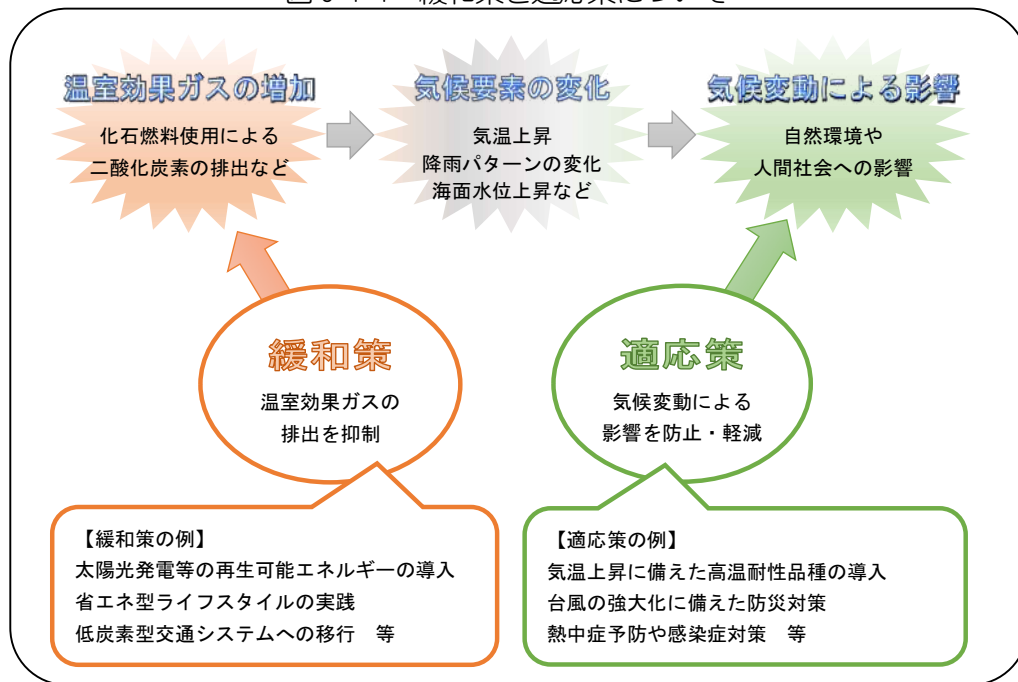 温室効果ガスの増加
化石燃料使用による
二酸化炭素の排出など
気候要素の変化
気温上昇
降雨パターンの変化
海面水位上昇など
気候変動による影響
自然環境や
人間社会への影響
緩和策
温室効果ガスの
排出を抑制
適応策
気候変動による
影響を防止・軽減
【緩和策の例】
太陽光発電等の再生可能エネルギーの導入
省エネ型ライフスタイルの実践
低炭素型交通システムへの移行　等
【適応策の例】
気温上昇に備えた高温耐性品種の導入
台風の強大化に備えた防災対策
熱中症予防や感染症対策　等